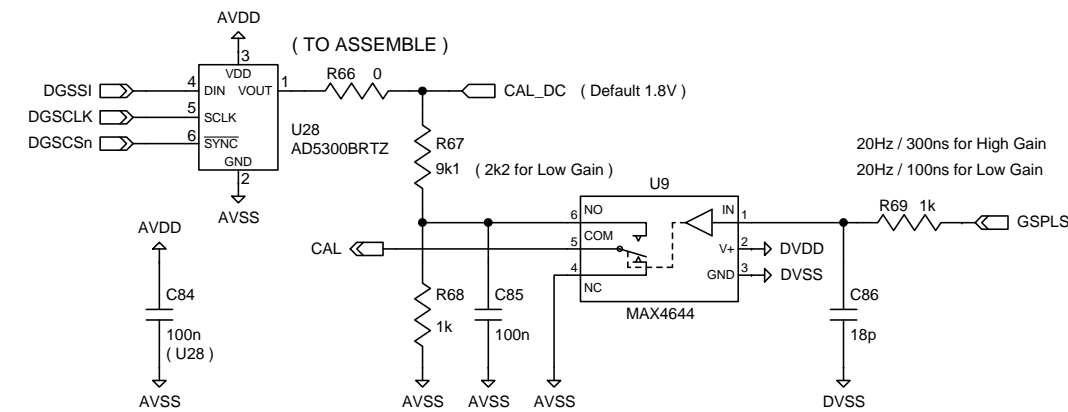 AVDD
( TO ASSEMBLE )
3
VDD
R66 0
DGSSI 4 DIN VOUT 1
CAL_DC ( Default 1.8V )
DGSCLK 5 SCLK
DGSCSn 6 SYNC
U28
AD5300BRTZ
GND
2
AVSS
R67
9k1 ( 2k2 for Low Gain )
20Hz / 300ns for High Gain
20Hz / 100ns for Low Gain
U9
R69 1k
GSPLS
6 NO
IN 1
CAL
5 COM
V+ 2 DVDD
4
NC
GND 3 DVSS
MAX4644
AVDD
C84
100n
( U28 )
AVSS
R68
1k
C85
100n
C86
18p
AVSS
AVSS
AVSS
DVSS